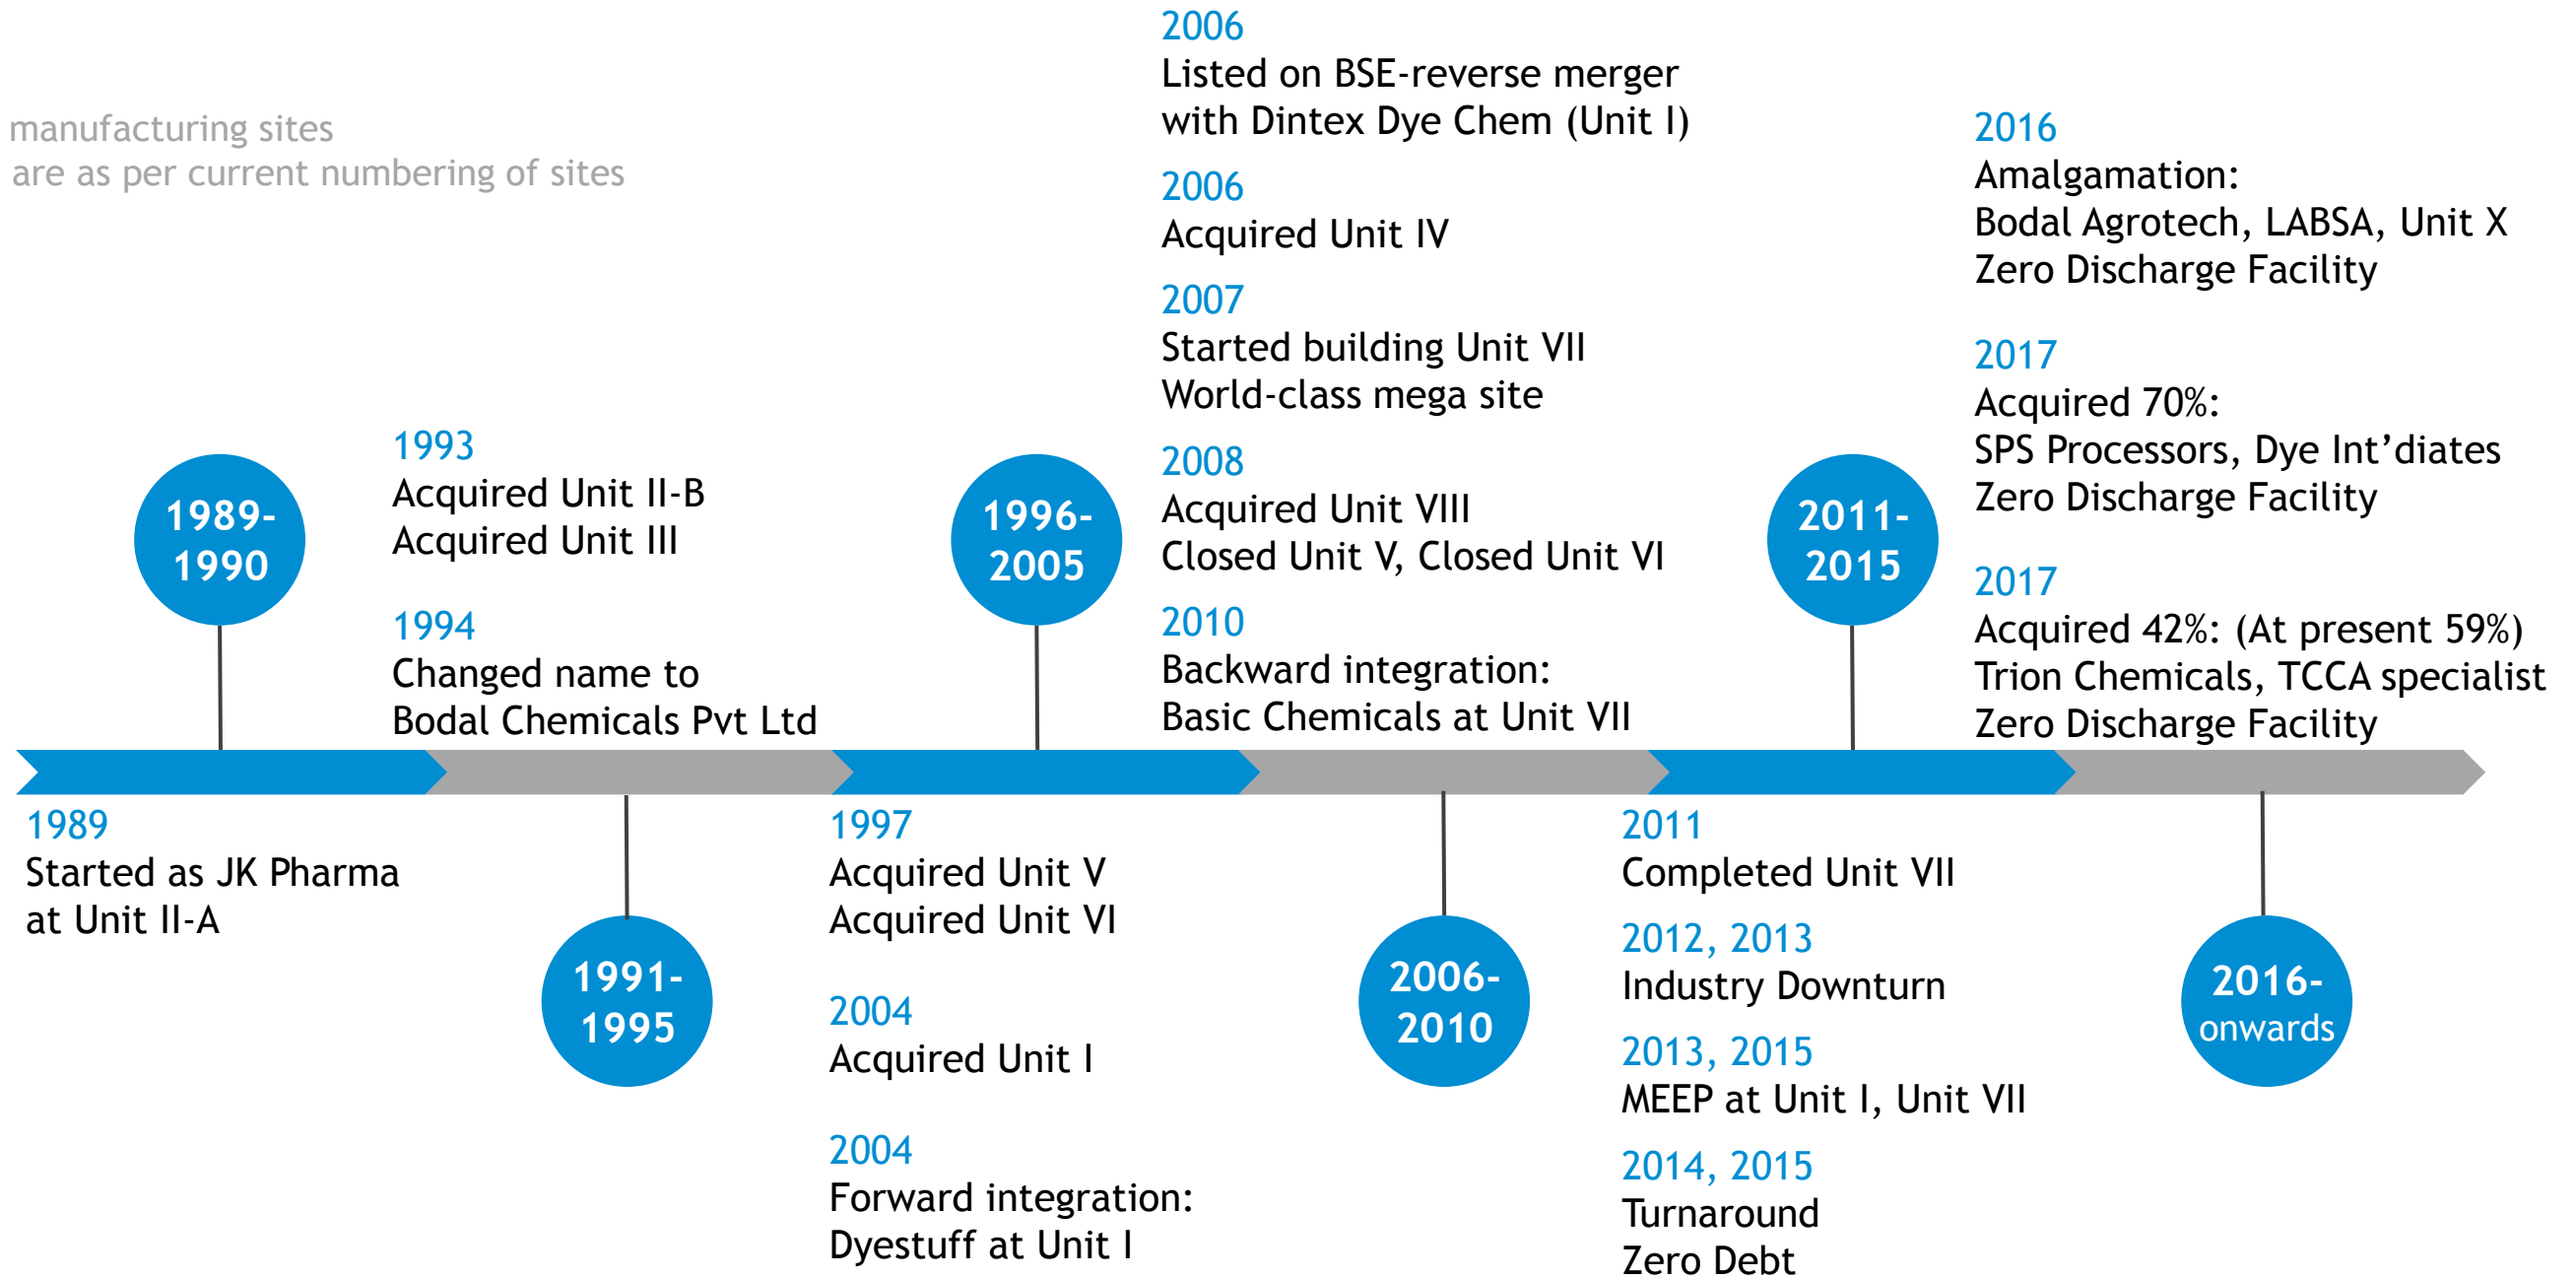 manufacturing sites
are as per current numbering of sites
1989-
1990
1989
Started as JK Pharma
at Unit II-A
1993
Acquired Unit II-B
Acquired Unit III
1994
Changed name to
Bodal Chemicals Pvt Ltd
1991-
1995
1996-
2005
1997
Acquired Unit V
Acquired Unit VI
2004
Acquired Unit I
2004
Forward integration:
Dyestuff at Unit I
2006
Listed on BSE-reverse merger
with Dintex Dye Chem (Unit I)
2006
Acquired Unit IV
2007
Started building Unit VII
World-class mega site
2008
Acquired Unit VIII
Closed Unit V, Closed Unit VI
2010
Backward integration:
Basic Chemicals at Unit VII
2006-
2010
2011-
2015
2011
Completed Unit VII
2012, 2013
Industry Downturn
2013, 2015
MEEP at Unit I, Unit VII
2014, 2015
Turnaround
Zero Debt
2016
Amalgamation:
Bodal Agrotech, LABSA, Unit X
Zero Discharge Facility
2017
Acquired 70%:
SPS Processors, Dye Int’diates
Zero Discharge Facility
2017
Acquired 42%: (At present 59%)
Trion Chemicals, TCCA specialist
Zero Discharge Facility
2016-
onwards